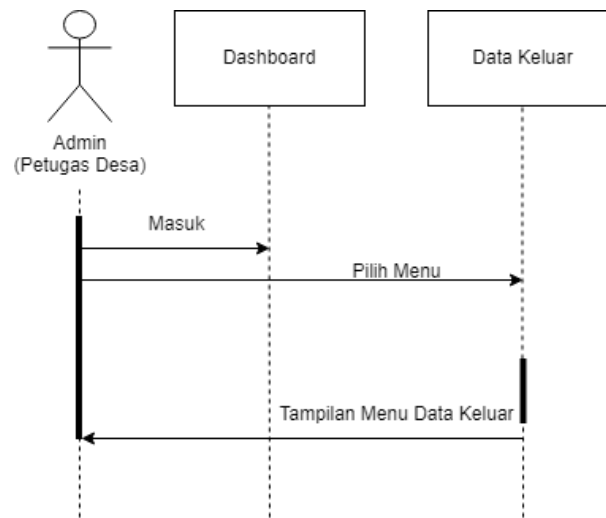 Dashboard
Data Keluar
Admin
(Petugas Desa)
Masuk
Pilih Menu
Tampilan Menu Data Keluar